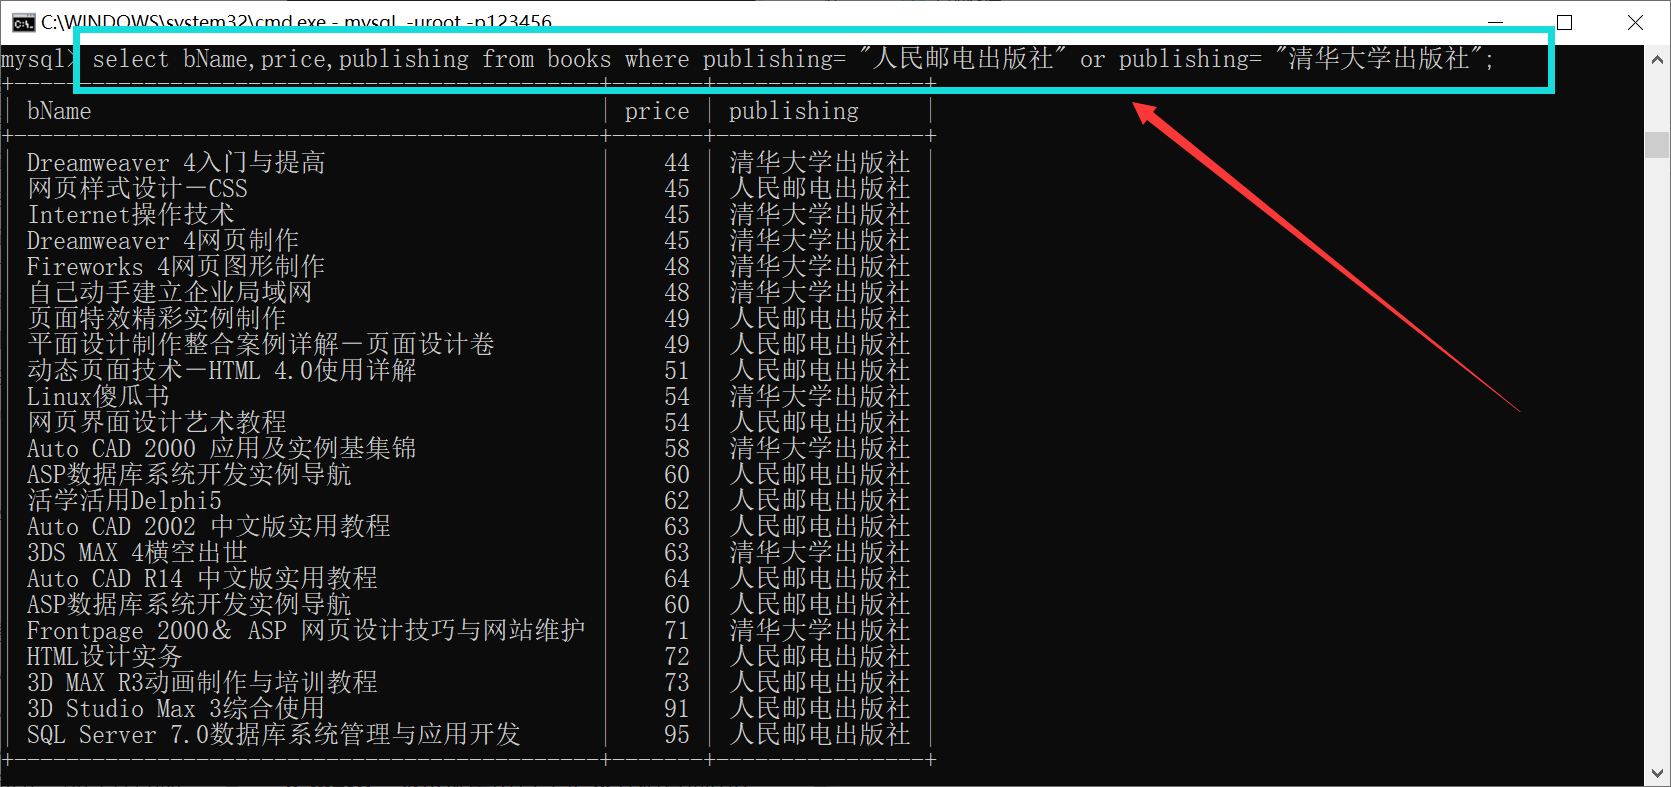 C:\WINDOWS\system32\cmd.exe - mysql -uroot -p123456
mysql> select bName,price,publishing from books where publishing= "人民邮电出版社" or publishing= "清华大学出版社";
| bName | price | publishing |
| Dreamweaver 4入门与提高 | 44 | 清华大学出版社 |
| 网页样式设计－CSS | 45 | 人民邮电出版社 |
| Internet操作技术 | 45 | 清华大学出版社 |
| Dreamweaver 4网页制作 | 45 | 清华大学出版社 |
| Fireworks 4网页图形制作 | 48 | 清华大学出版社 |
| 自己动手建立企业局域网 | 48 | 清华大学出版社 |
| 页面特效精彩实例制作 | 49 | 人民邮电出版社 |
| 平面设计制作整合案例详解－页面设计卷 | 49 | 人民邮电出版社 |
| 动态页面技术－HTML 4.0使用详解 | 51 | 人民邮电出版社 |
| Linux傻瓜书 | 54 | 清华大学出版社 |
| 网页界面设计艺术教程 | 54 | 人民邮电出版社 |
| Auto CAD 2000 应用及实例基集锦 | 58 | 清华大学出版社 |
| ASP数据库系统开发实例导航 | 60 | 人民邮电出版社 |
| 活学活用Delphi5 | 62 | 人民邮电出版社 |
| Auto CAD 2002 中文版实用教程 | 63 | 人民邮电出版社 |
| 3DS MAX 4横空出世 | 63 | 清华大学出版社 |
| Auto CAD R14 中文版实用教程 | 64 | 人民邮电出版社 |
| ASP数据库系统开发实例导航 | 60 | 人民邮电出版社 |
| Frontpage 2000＆ ASP 网页设计技巧与网站维护 | 71 | 清华大学出版社 |
| HTML设计实务 | 72 | 人民邮电出版社 |
| 3D MAX R3动画制作与培训教程 | 73 | 人民邮电出版社 |
| 3D Studio Max 3综合使用 | 91 | 人民邮电出版社 |
| SQL Server 7.0数据库系统管理与应用开发 | 95 | 人民邮电出版社 |